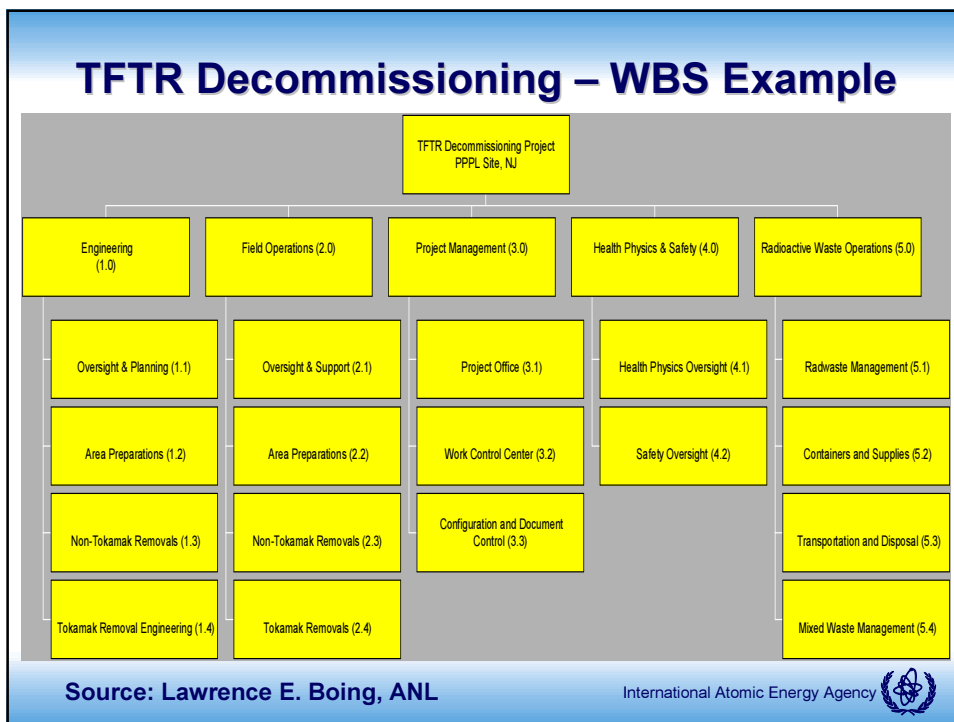 TFTR Decommissioning – WBS Example
TFTR Decommissioning Project
PPPL Site, NJ
Engineering
(1.0)
Field Operations (2.0)
Project Management (3.0)
Health Physics & Safety (4.0)
Radioactive Waste Operations (5.0)
Oversight & Planning (1.1)
Oversight & Support (2.1)
Project Office (3.1)
Health Physics Oversight (4.1)
Radwaste Management (5.1)
Area Preparations (1.2)
Area Preparations (2.2)
Work Control Center (3.2)
Safety Oversight (4.2)
Containers and Supplies (5.2)
Non-Tokamak Removals (1.3)
Non-Tokamak Removals (2.3)
Configuration and Document
Control (3.3)
Transportation and Disposal (5.3)
Tokamak Removal Engineering (1.4)
Tokamak Removals (2.4)
Mixed Waste Management (5.4)
Source: Lawrence E. Boing, ANL
International Atomic Energy Agency